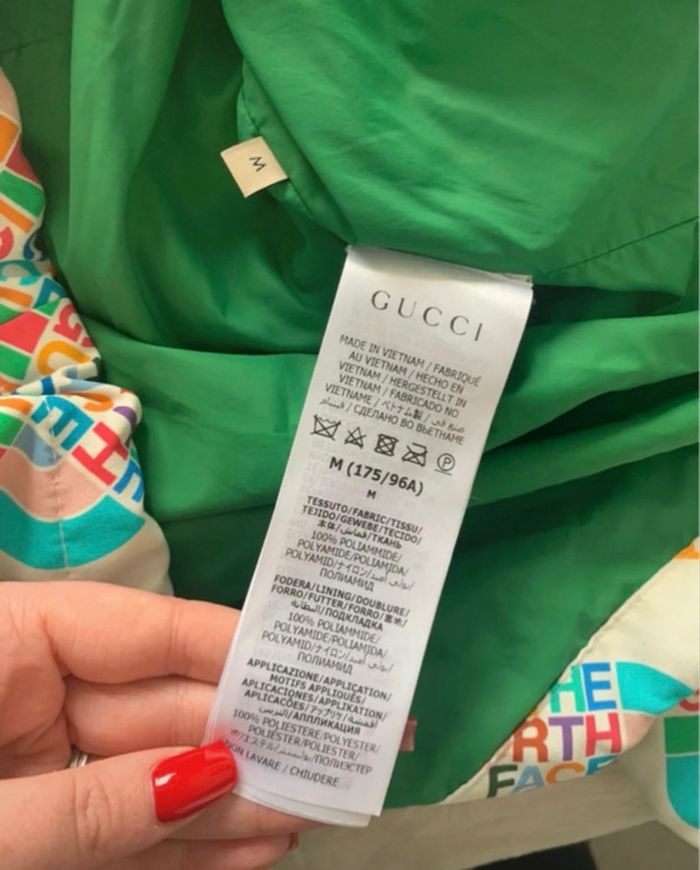 M
GUCCI
MADE IN VIETNAM / FABRIQUÉ
AU VIETNAM / HECHO EN
VIETNAM / HERGESTELLT IN
VIETNAM / FABRICADO NO
VIETNAME / ベトナム製 / صنع في
فيتنام / СДЕЛАНО ВО ВЬЕТНАМЕ
P
M (175/96A)
M
TESSUTO/FABRIC/TISSU/
TEJIDO/GEWEBE/TECIDO/
本体/قماش/ТКАНЬ
100% POLIAMMIDE/
POLYAMIDE/POLIAMIDA/
POLYAMID/ナイロン/بولي أميد/
ПОЛИАМИД
FODERA/LINING/DOUBLURE/
FORRO/FUTTER/FORRO/裏地/
البطانة/ПОДКЛАДКА
100% POLIAMMIDE/
POLYAMIDE/POLIAMIDA/
POLYAMID/ナイロン/بولي أميد/
ПОЛИАМИД
APPLICAZIONE/APPLICATION/
MOTIFS APPLIQUÉS/
APLICACIONES/APPLIKATION/
APLICAÇÕES/アップリケ/أقمشة
التزيين/АППЛИКАЦИЯ
100% POLIESTERE/POLYESTER/
POLIÉSTER/POLYESTER/
ポリエステル/بوليستر/ПОЛИЭСТЕР
NON LAVARE / CHIUDERE
THE
RTH
FACE